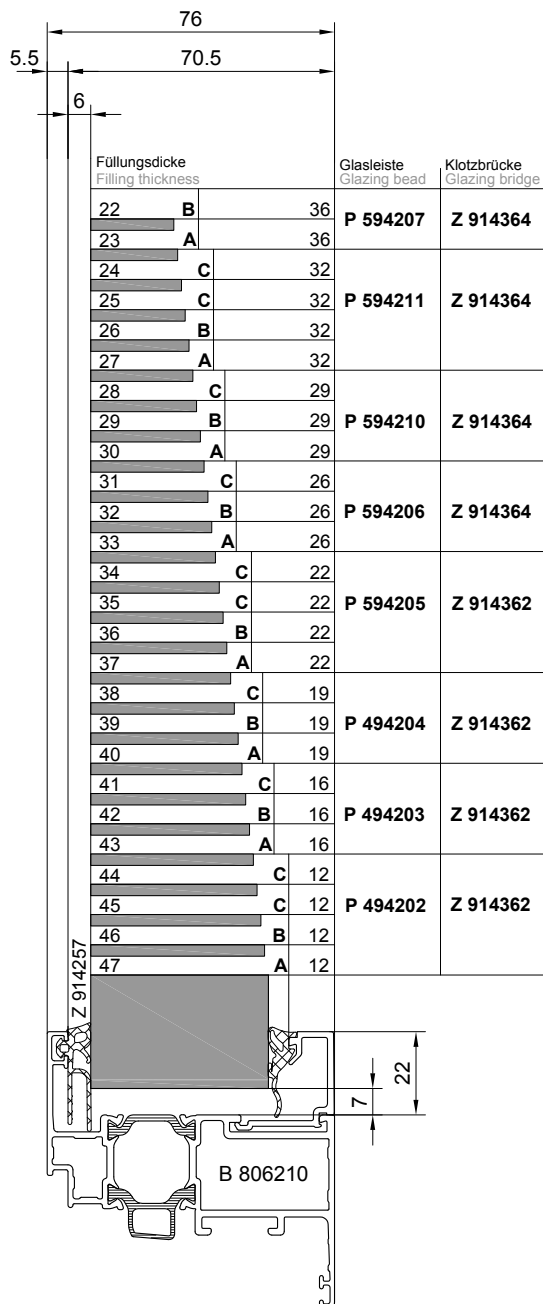 76
5.5 70.5
6
Füllungsdicke Glasleiste Klotzbrücke
Filling thickness Glazing bead Glazing bridge
22 B 36 P 594207 Z 914364
23 A 36
24 C 32
25 C 32 P 594211 Z 914364
26 B 32
27 A 32
28 C 29
29 B 29 P 594210 Z 914364
30 A 29
31 C 26
32 B 26 P 594206 Z 914364
33 A 26
34 C 22
35 C 22 P 594205 Z 914362
36 B 22
37 A 22
38 C 19
39 B 19 P 494204 Z 914362
40 A 19
41 C 16
42 B 16 P 494203 Z 914362
43 A 16
44 C 12
45 C 12 P 494202 Z 914362
46 B 12
47 A 12
Z 914257
22
7
B 806210